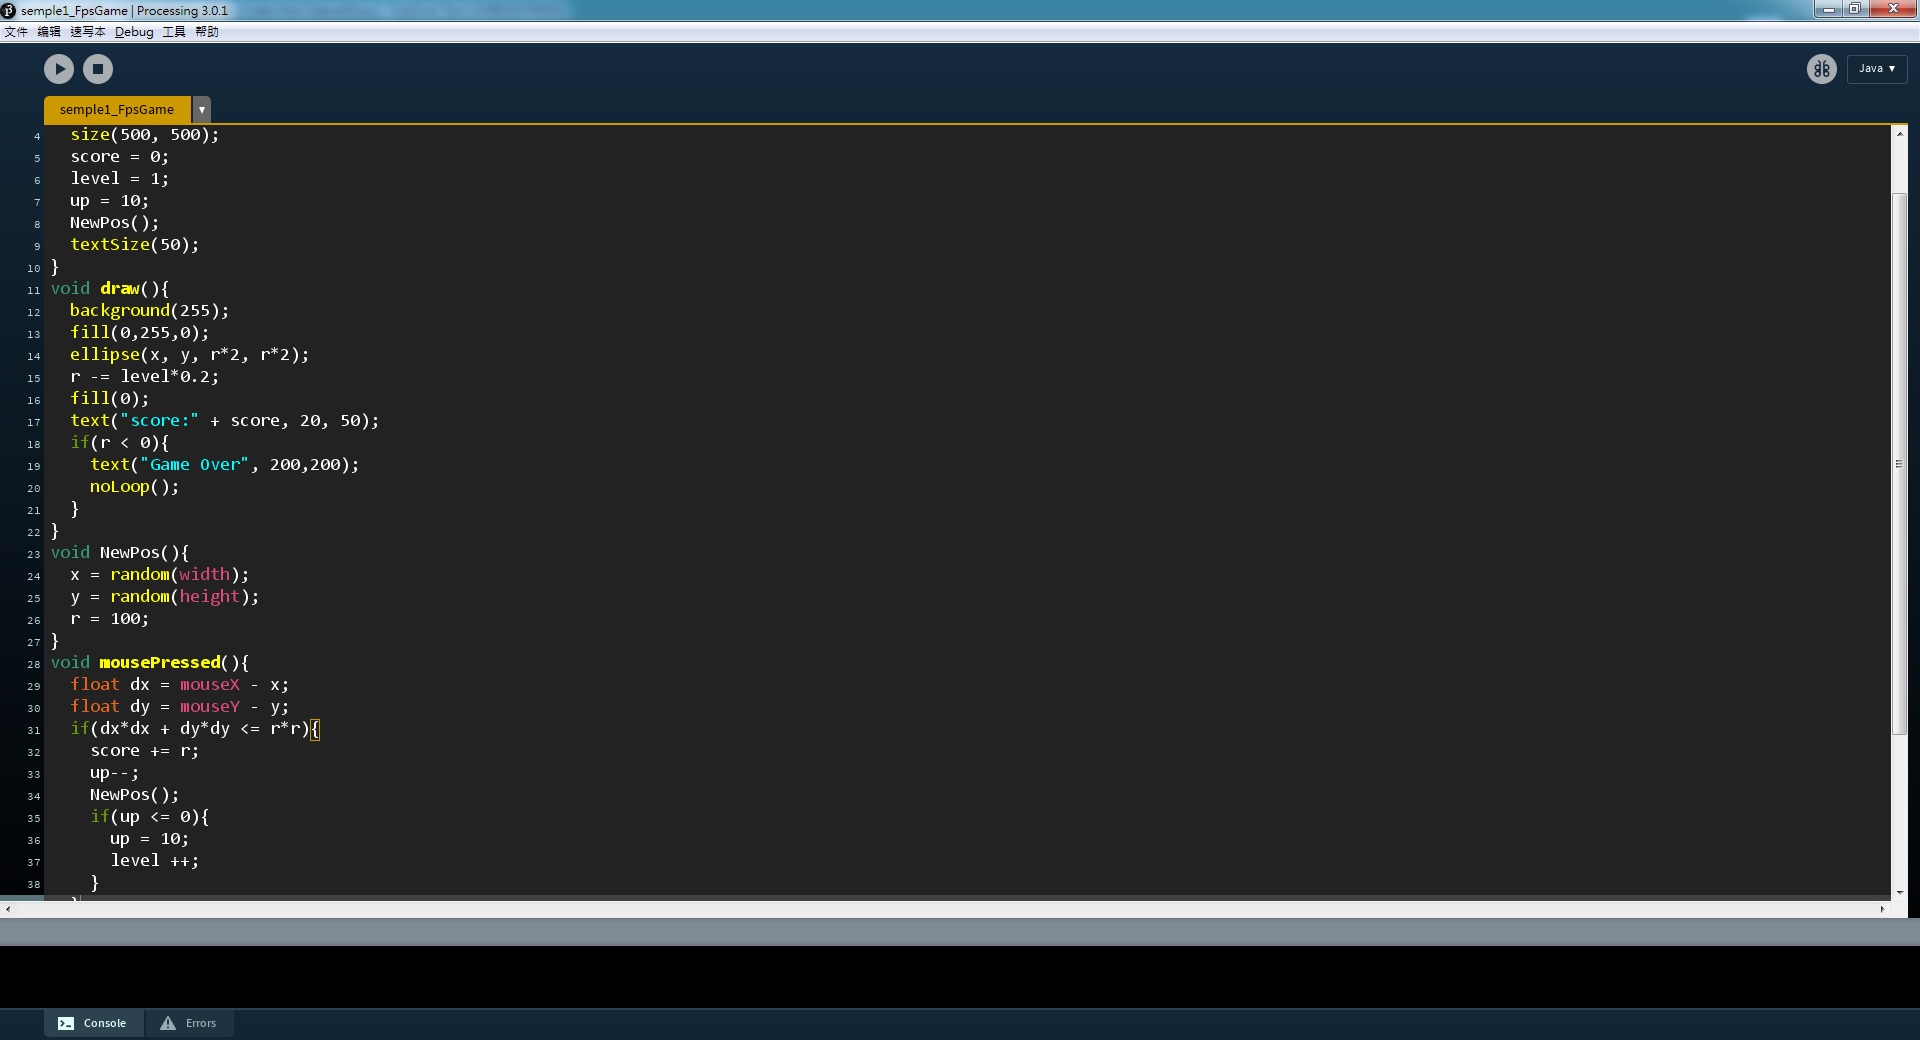 semple1_FpsGame | Processing 3.0.1
文件 编辑 速写本 Debug 工具 帮助
Java ▼
semple1_FpsGame ▼
4 size(500, 500);
5 score = 0;
6 level = 1;
7 up = 10;
8 NewPos();
9 textSize(50);
10 }
11 void draw(){
12 background(255);
13 fill(0,255,0);
14 ellipse(x, y, r*2, r*2);
15 r -= level*0.2;
16 fill(0);
17 text("score:" + score, 20, 50);
18 if(r < 0){
19 text("Game Over", 200,200);
20 noLoop();
21 }
22 }
23 void NewPos(){
24 x = random(width);
25 y = random(height);
26 r = 100;
27 }
28 void mousePressed(){
29 float dx = mouseX - x;
30 float dy = mouseY - y;
31 if(dx*dx + dy*dy <= r*r){
32 score += r;
33 up--;
34 NewPos();
35 if(up <= 0){
36 up = 10;
37 level ++;
38 }
Console Errors